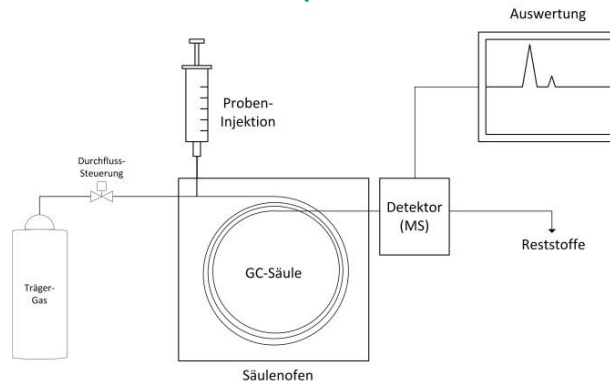 Auswertung
Proben-
Injektion
Durchfluss-
Steuerung
Träger-
Gas
GC-Säule
Detektor
(MS)
Reststoffe
Säulenofen